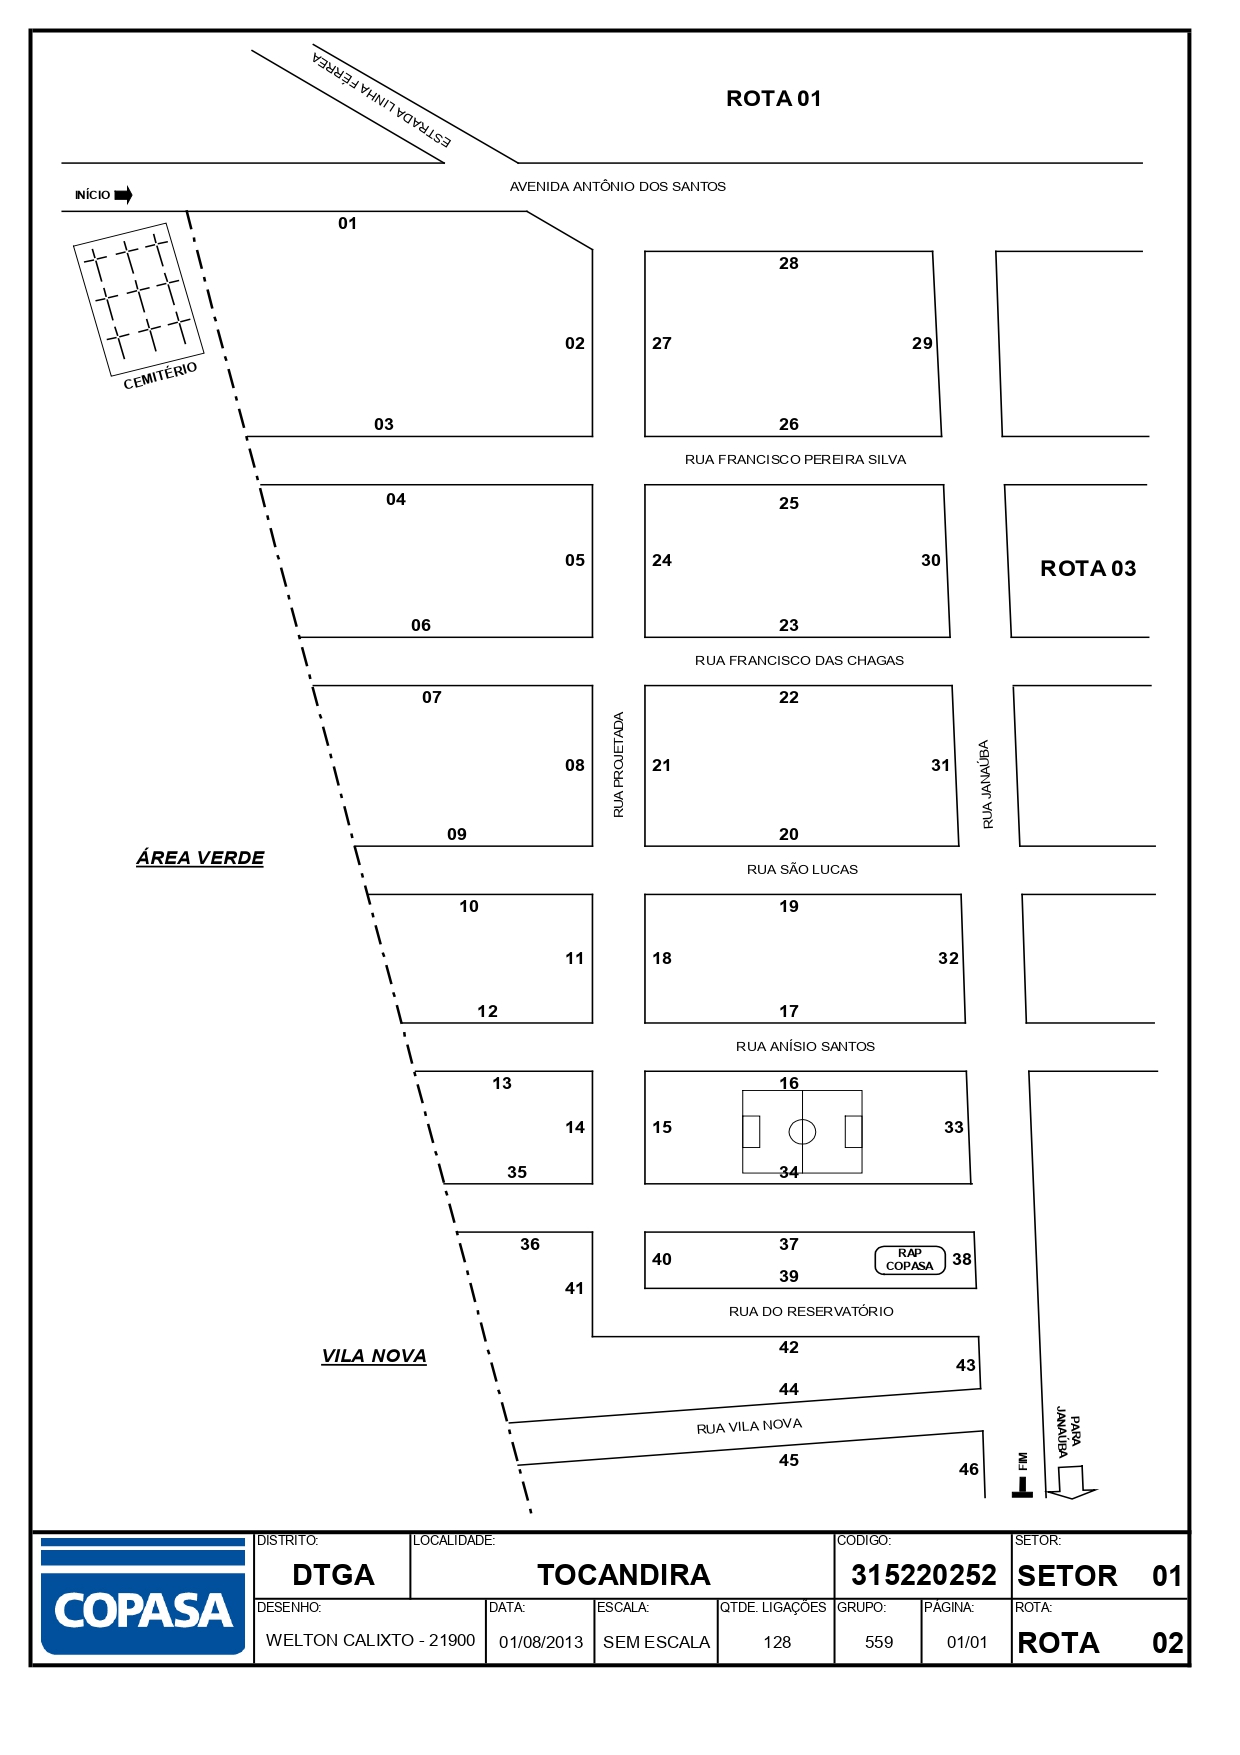 ESTRADA LINHA FÉRREA
ROTA 01
AVENIDA ANTÔNIO DOS SANTOS
INÍCIO
01
28
02
27
29
CEMITÉRIO
03
26
RUA FRANCISCO PEREIRA SILVA
04
25
05
24
30
ROTA 03
06
23
RUA FRANCISCO DAS CHAGAS
07
22
RUA PROJETADA
RUA JANAÚBA
08
21
31
09
20
ÁREA VERDE
RUA SÃO LUCAS
10
19
11
18
32
12
17
RUA ANÍSIO SANTOS
13
16
14
15
33
35
34
36
37
40
RAP
COPASA
38
39
41
RUA DO RESERVATÓRIO
42
VILA NOVA
43
44
RUA VILA NOVA
PARA
JANAÚBA
45
46
FIM
COPASA
DISTRITO:
DTGA
LOCALIDADE:
TOCANDIRA
CODIGO:
315220252
SETOR:
SETOR 01
DESENHO:
WELTON CALIXTO - 21900
DATA:
01/08/2013
ESCALA:
SEM ESCALA
QTDE. LIGAÇÕES
128
GRUPO:
559
PÁGINA:
01/01
ROTA:
ROTA 02